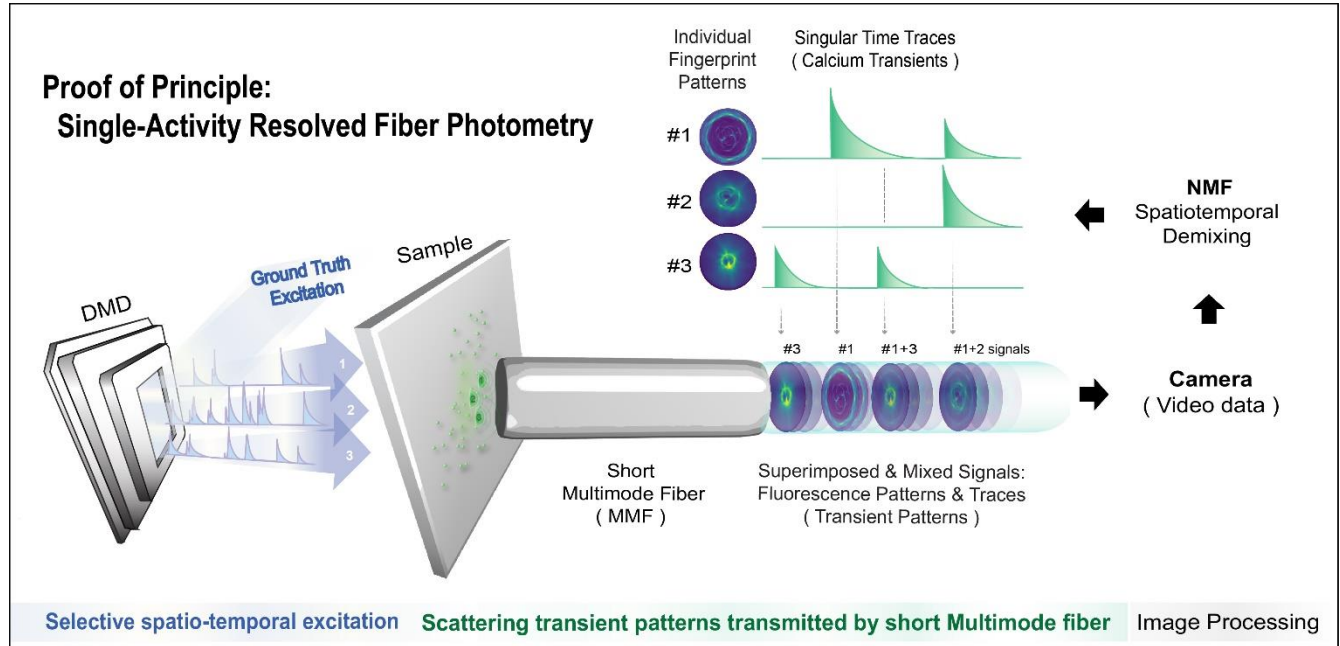 Proof of Principle:
Single-Activity Resolved Fiber Photometry
Individual
Fingerprint
Patterns
Singular Time Traces
( Calcium Transients )
#1
#2
#3
NMF
Spatiotemporal
Demixing
Sample
Ground Truth
Excitation
DMD
1
2
3
#3
#1
#1+3
#1+2 signals
Camera
( Video data )
Short
Multimode Fiber
( MMF )
Superimposed & Mixed Signals:
Fluorescence Patterns & Traces
( Transient Patterns )
Selective spatio-temporal excitation
Scattering transient patterns transmitted by short Multimode fiber
Image Processing